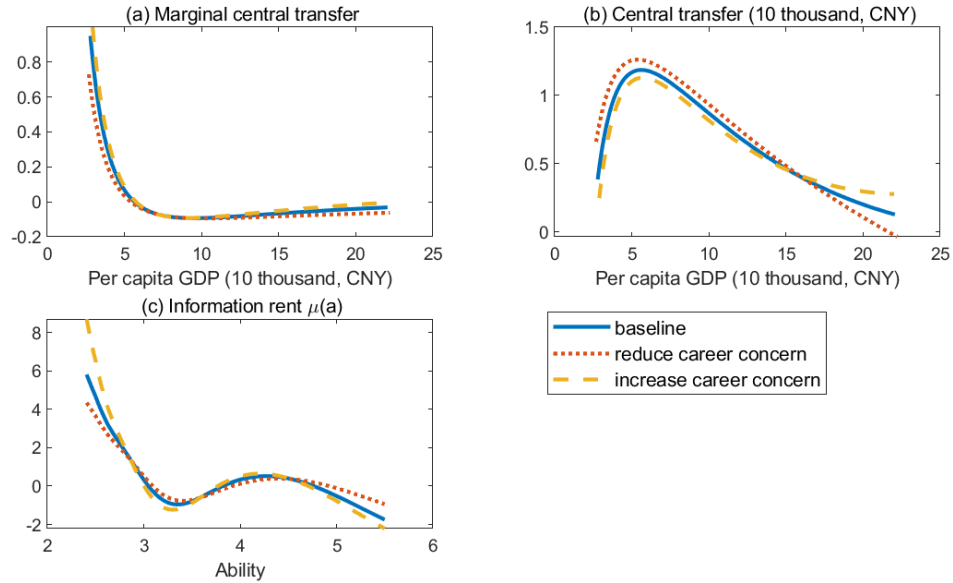 (a) Marginal central transfer
0.8
0.6
0.4
0.2
0
-0.2
0 5 10 15 20 25
Per capita GDP (10 thousand, CNY)
(b) Central transfer (10 thousand, CNY)
1.5
1
0.5
0
0 5 10 15 20 25
Per capita GDP (10 thousand, CNY)
(c) Information rent μ(a)
8
6
4
2
0
-2
2 3 4 5 6
Ability
baseline
reduce career concern
increase career concern